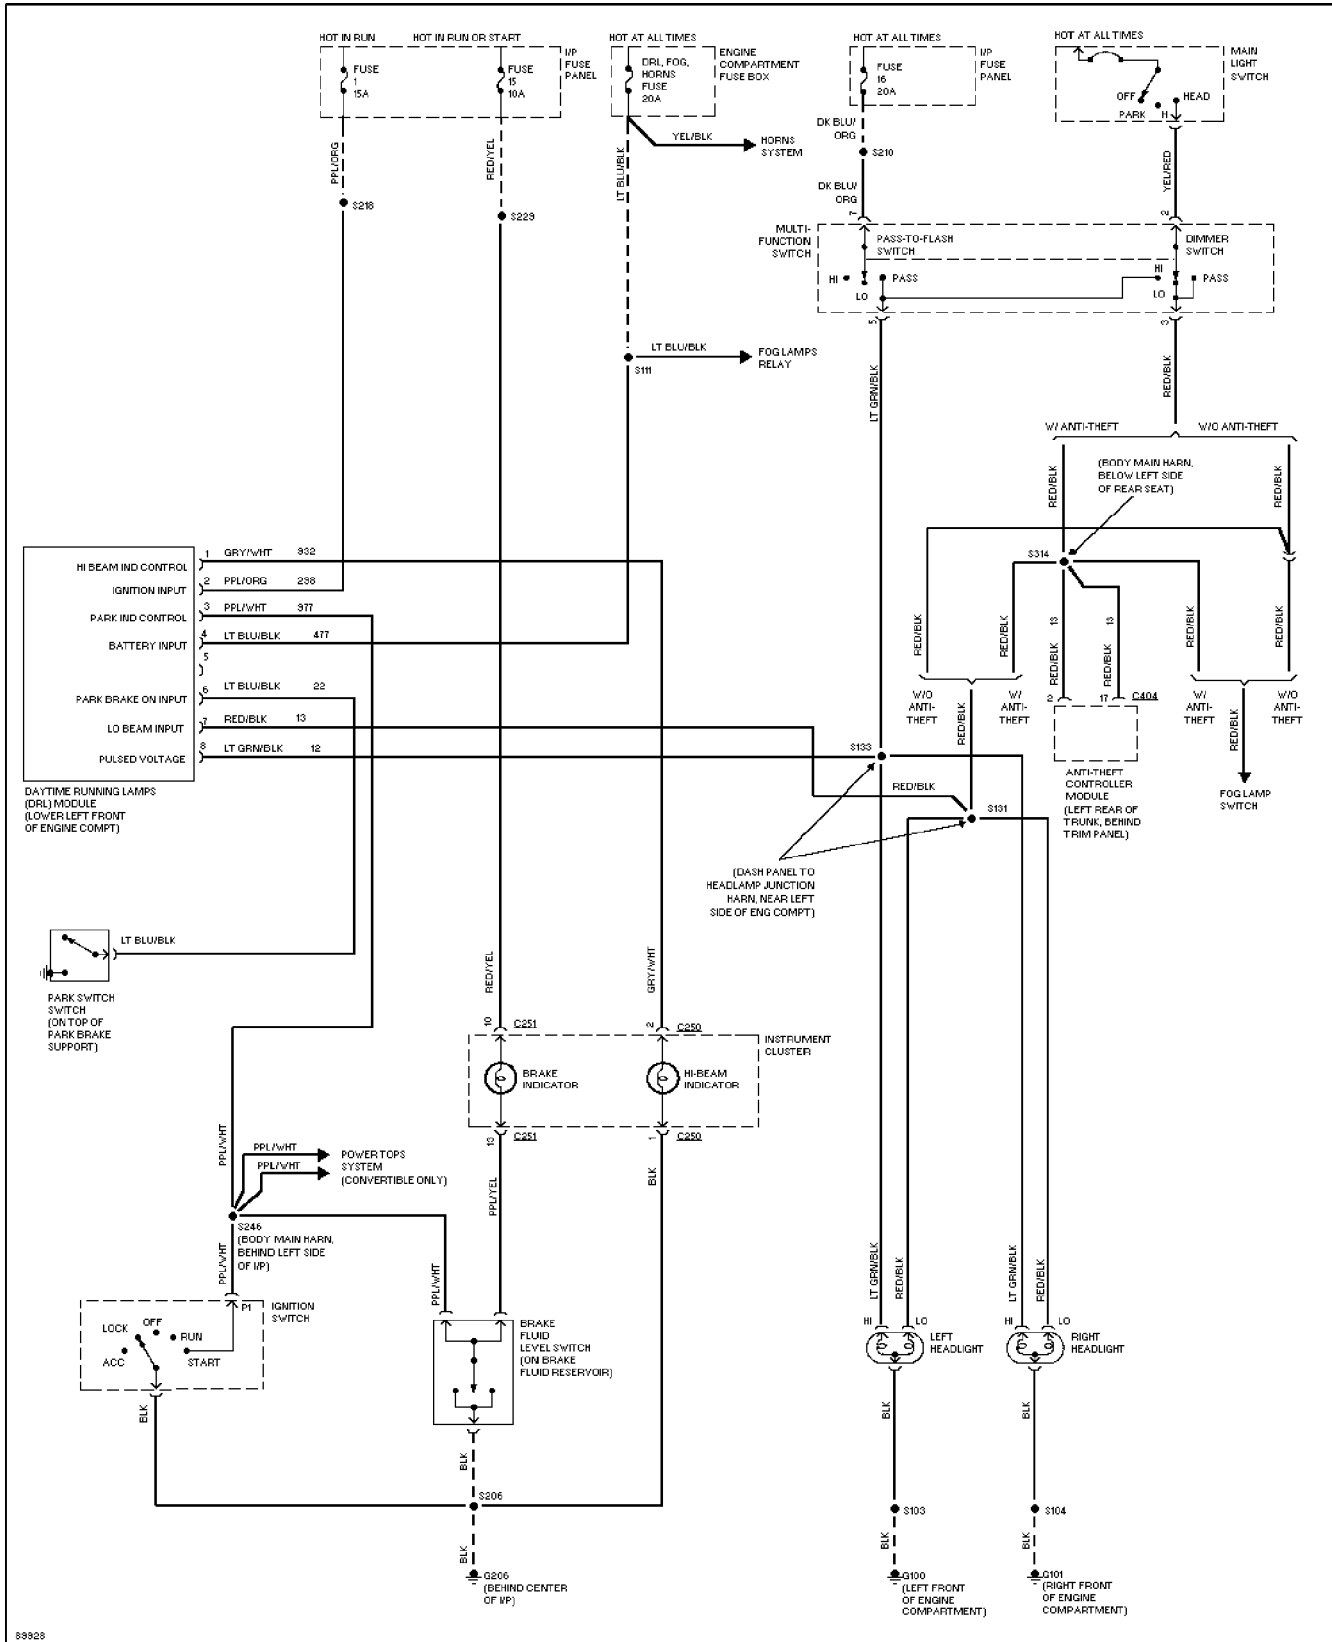 HOT IN RUN
HOT IN RUN OR START
HOT AT ALL TIMES
HOT AT ALL TIMES
HOT AT ALL TIMES
FUSE
1
15A
FUSE
15
10A
I/P
FUSE
PANEL
DRL, FOG,
HORNS
FUSE
20A
ENGINE
COMPARTMENT
FUSE BOX
FUSE
16
20A
I/P
FUSE
PANEL
OFF
PARK
HEAD
H
MAIN
LIGHT
SWITCH
PPL/ORG
RED/YEL
LT BLU/BLK
YEL/BLK
HORNS
SYSTEM
DK BLU/
ORG
S210
DK BLU/
ORG
YEL/RED
S218
S229
7
2
MULTI-
FUNCTION
SWITCH
PASS-TO-FLASH
SWITCH
DIMMER
SWITCH
HI
LO
PASS
HI
LO
PASS
5
3
LT BLU/BLK
FOG LAMPS
RELAY
S111
LT GRN/BLK
RED/BLK
W/ ANTI-THEFT
W/O ANTI-THEFT
RED/BLK
(BODY MAIN HARN,
BELOW LEFT SIDE
OF REAR SEAT)
RED/BLK
S314
HI BEAM IND CONTROL
IGNITION INPUT
PARK IND CONTROL
BATTERY INPUT
PARK BRAKE ON INPUT
LO BEAM INPUT
PULSED VOLTAGE
1 GRY/WHT 932
2 PPL/ORG 298
3 PPL/WHT 977
4 LT BLU/BLK 477
5
6 LT BLU/BLK 22
7 RED/BLK 13
8 LT GRN/BLK 12
DAYTIME RUNNING LAMPS
(DRL) MODULE
(LOWER LEFT FRONT
OF ENGINE COMPT)
RED/BLK
RED/BLK
RED/BLK 13
RED/BLK 13
RED/BLK
RED/BLK
W/O
ANTI-
THEFT
W/
ANTI-
THEFT
2
17
C404
W/
ANTI-
THEFT
W/O
ANTI-
THEFT
RED/BLK
RED/BLK
S133
RED/BLK
S131
ANTI-THEFT
CONTROLLER
MODULE
(LEFT REAR OF
TRUNK, BEHIND
TRIM PANEL)
FOG LAMP
SWITCH
(DASH PANEL TO
HEADLAMP JUNCTION
HARN, NEAR LEFT
SIDE OF ENG COMPT)
LT BLU/BLK
PARK SWITCH
SWITCH
(ON TOP OF
PARK BRAKE
SUPPORT)
RED/YEL
GRY/WHT
10
C251
2
C250
INSTRUMENT
CLUSTER
BRAKE
INDICATOR
HI-BEAM
INDICATOR
13
C251
1
C250
PPL/WHT
PPL/WHT
PPL/WHT
POWER TOPS
SYSTEM
(CONVERTIBLE ONLY)
PPL/YEL
BLK
S246
(BODY MAIN HARN,
BEHIND LEFT SIDE
OF I/P)
PPL/WHT
PPL/WHT
LT GRN/BLK
RED/BLK
LT GRN/BLK
RED/BLK
P1
IGNITION
SWITCH
LOCK
OFF
RUN
ACC
START
BRAKE
FLUID
LEVEL SWITCH
(ON BRAKE
FLUID RESERVOIR)
HI
LO
LEFT
HEADLIGHT
HI
LO
RIGHT
HEADLIGHT
BLK
BLK
BLK
BLK
S206
S103
S104
BLK
BLK
BLK
G206
(BEHIND CENTER
OF I/P)
G100
(LEFT FRONT
OF ENGINE
COMPARTMENT)
G101
(RIGHT FRONT
OF ENGINE
COMPARTMENT)
89928